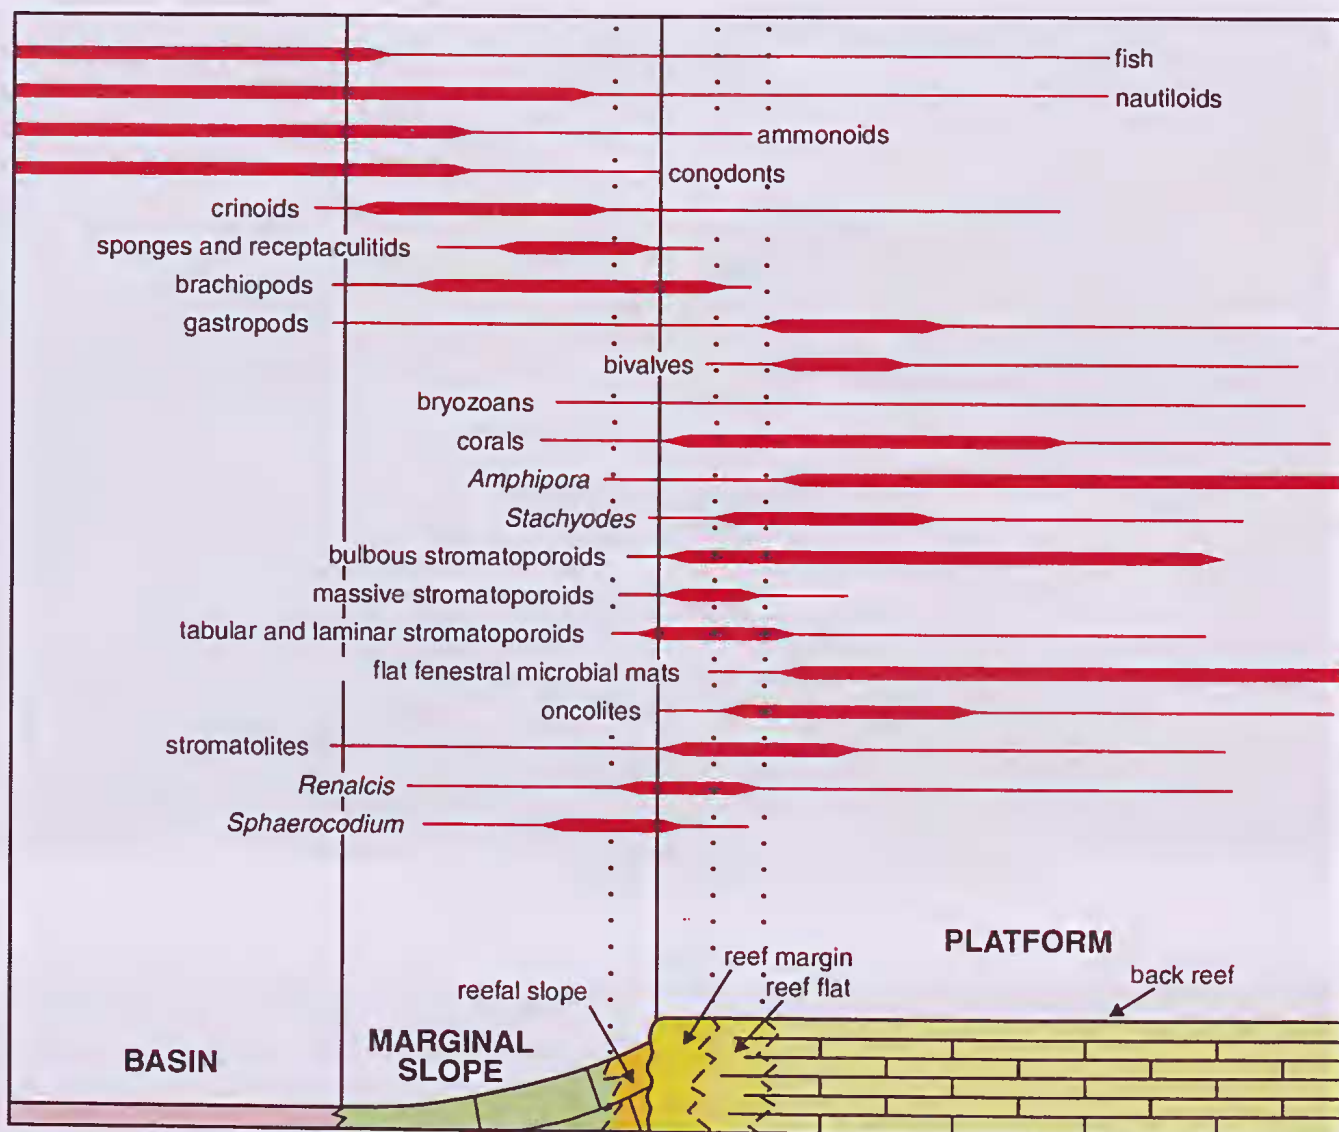 fish
nautiloids
ammonoids
conodonts
crinoids
sponges and receptaculitids
brachiopods
gastropods
bivalves
bryozoans
corals
Amphipora
Stachyodes
bulbous stromatoporoids
massive stromatoporoids
tabular and laminar stromatoporoids
flat fenestral microbial mats
oncolites
stromatolites
Renalcis
Sphaerocodium
PLATFORM
reef margin
back reef
reefal slope
reef flat
MARGINAL
SLOPE
BASIN